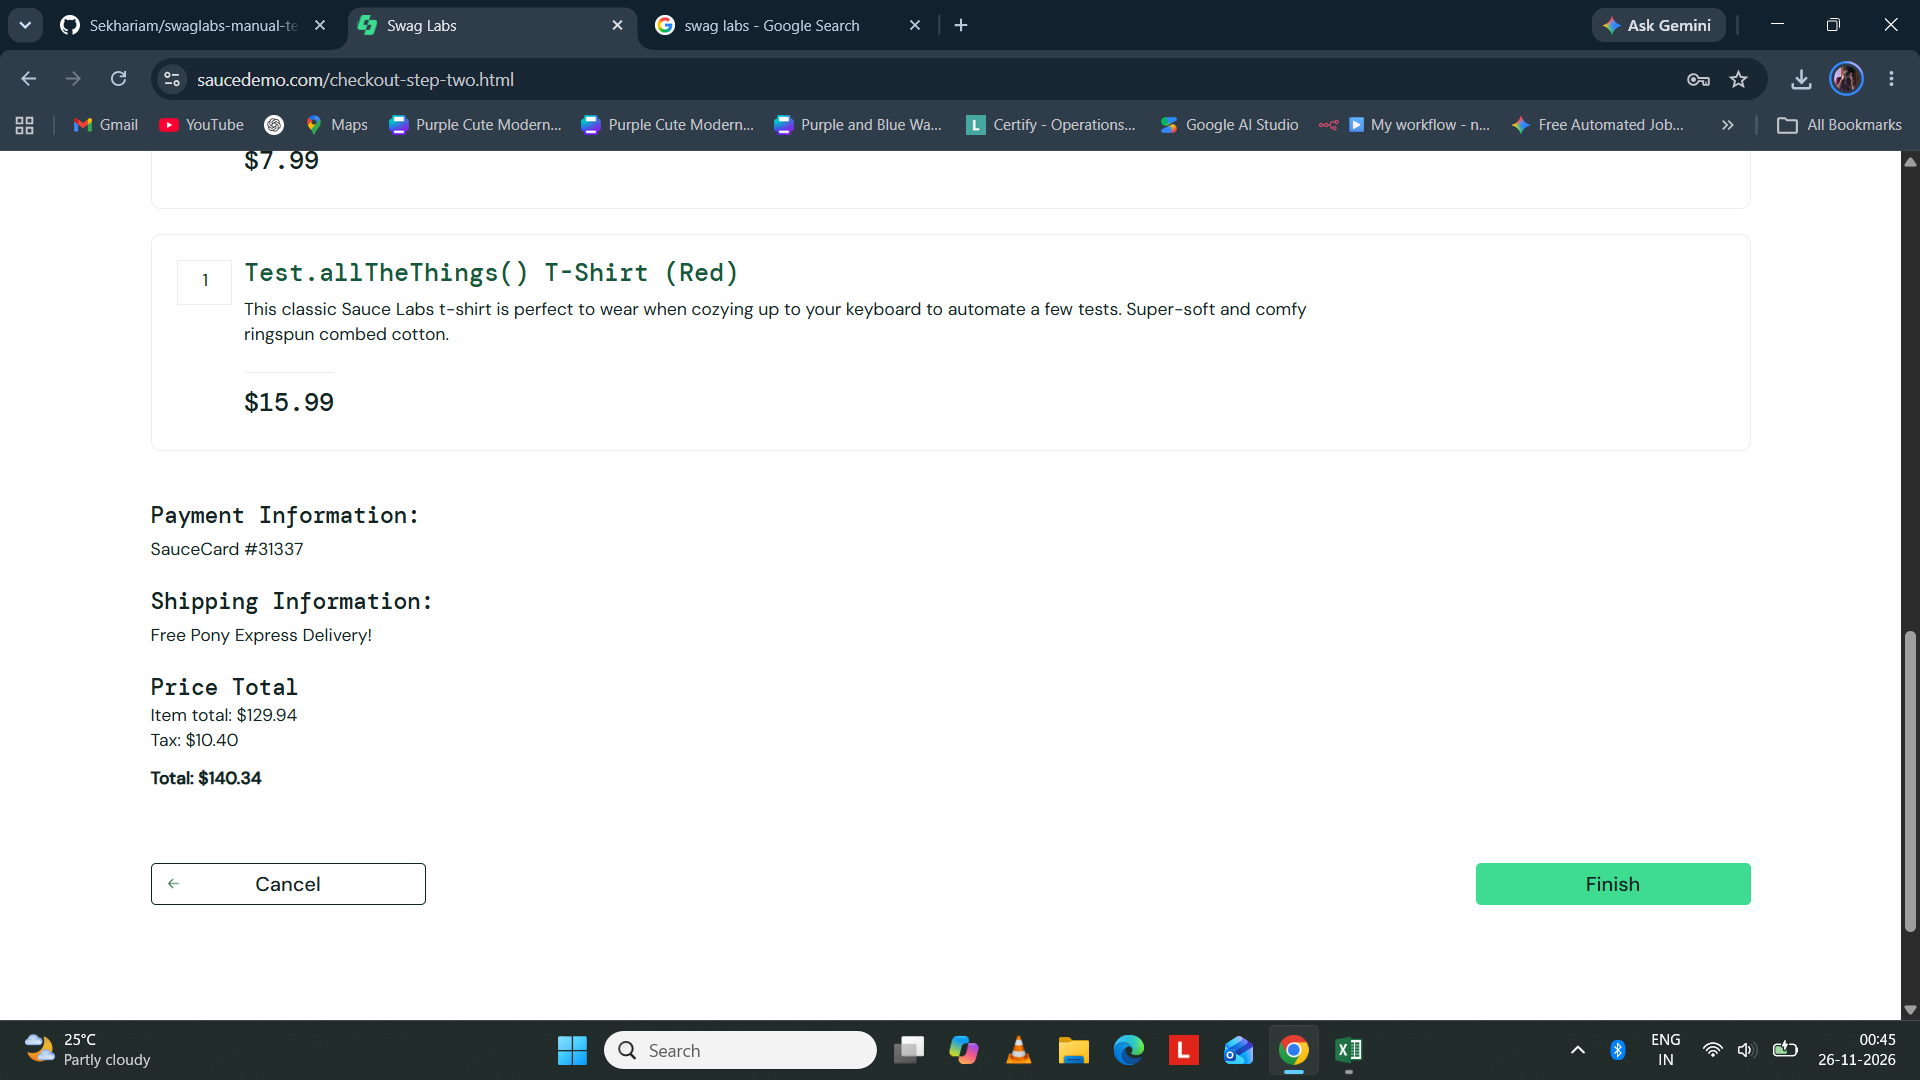 Sekhariam/swaglabs-manual-te
Swag Labs
swag labs - Google Search
Ask Gemini
saucedemo.com/checkout-step-two.html
Gmail
YouTube
Maps
Purple Cute Modern...
Purple Cute Modern...
Purple and Blue Wa...
L
Certify - Operations...
Google AI Studio
My workflow - n...
Free Automated Job...
All Bookmarks
$7.99
1
Test.allTheThings() T-Shirt (Red)
This classic Sauce Labs t-shirt is perfect to wear when cozying up to your keyboard to automate a few tests. Super-soft and comfy
ringspun combed cotton.
$15.99
Payment Information:
SauceCard #31337
Shipping Information:
Free Pony Express Delivery!
Price Total
Item total: $129.94
Tax: $10.40
Total: $140.34
Cancel
Finish
25°C
Partly cloudy
Search
L
ENG
IN
00:45
26-11-2026